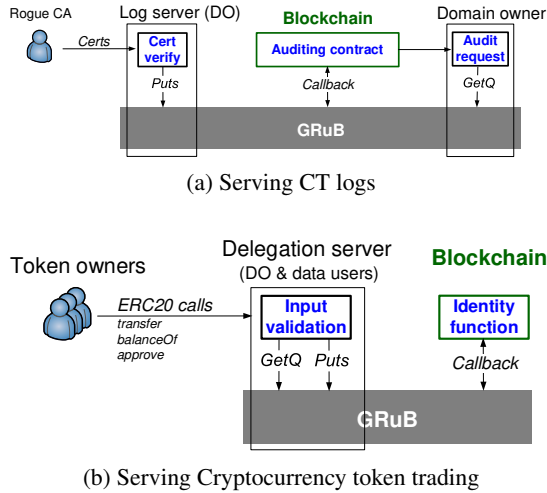 Rogue CA
Log server (DO)
Blockchain
Domain owner
Certs
Cert
verify
Auditing contract
Audit
request
Puts
Callback
GetQ
GRuB
(a) Serving CT logs
Token owners
Delegation server
(DO & data users)
Blockchain
ERC20 calls
transfer
balanceOf
approve
Input
validation
Identity
function
GetQ
Puts
Callback
GRuB
(b) Serving Cryptocurrency token trading